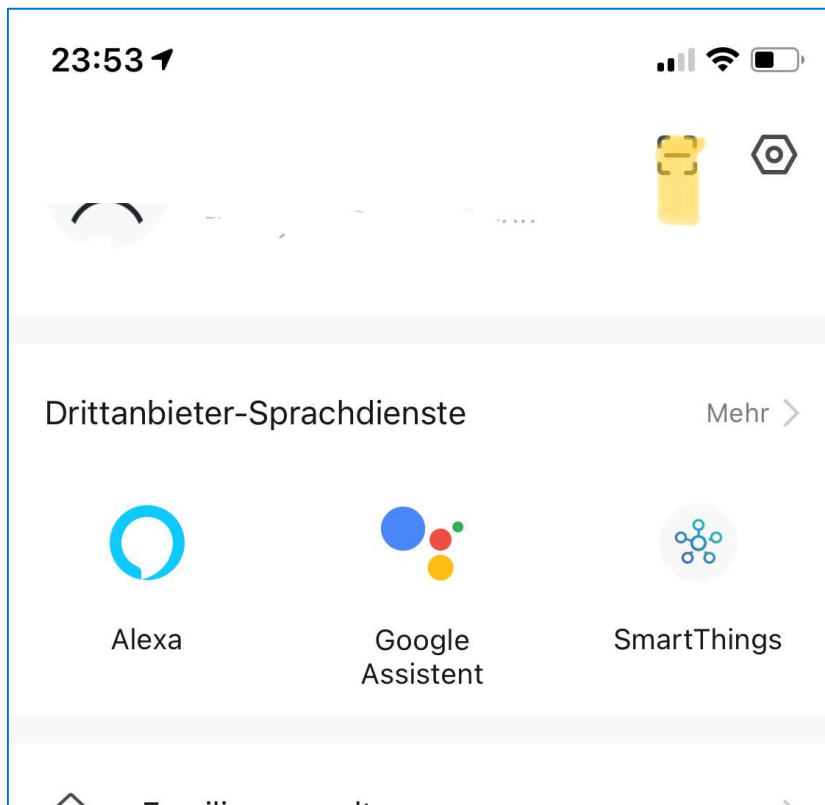 23:53
Drittanbieter-Sprachdienste
Mehr
Alexa
Google
Assistent
SmartThings